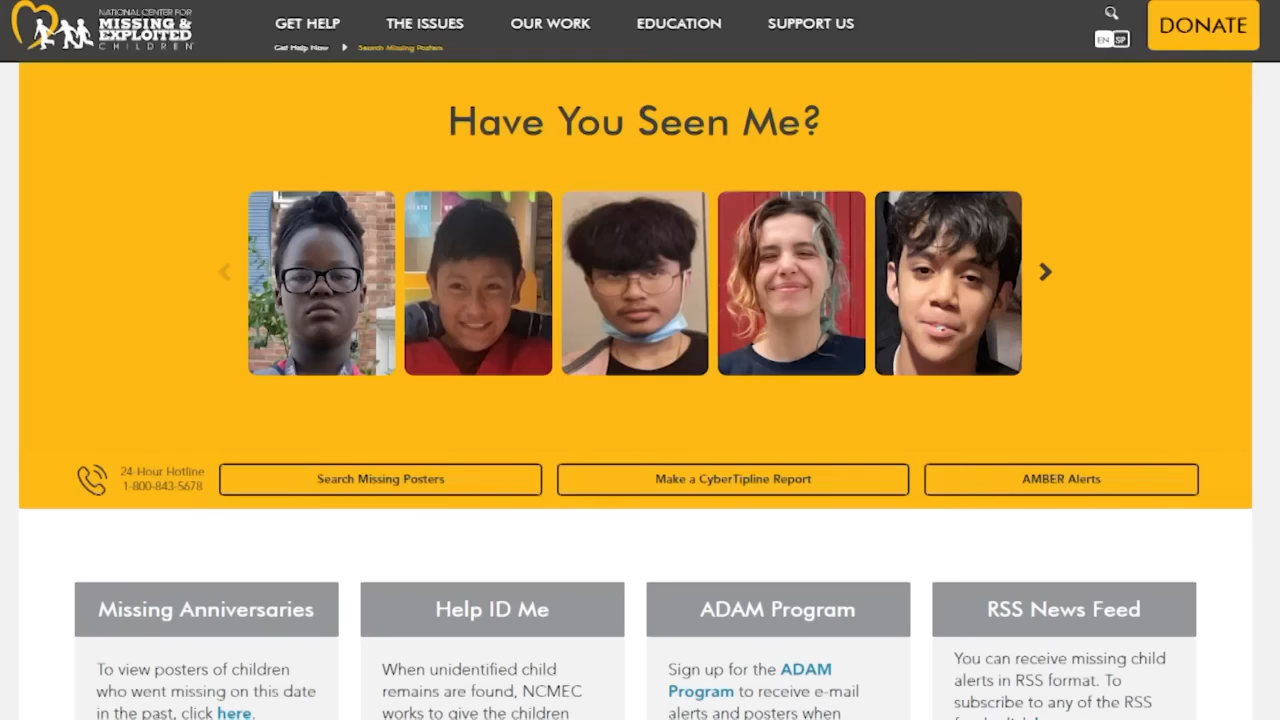 NATIONAL CENTER FOR
MISSING &
EXPLOITED
CHILDREN
GET HELP
THE ISSUES
OUR WORK
EDUCATION
SUPPORT US
EN SP
DONATE
Get Help Now
Search Missing Posters
Have You Seen Me?
24-Hour Hotline
1-800-843-5678
Search Missing Posters
Make a CyberTipline Report
AMBER Alerts
Missing Anniversaries
To view posters of children
who went missing on this date
in the past, click here.
Help ID Me
When unidentified child
remains are found, NCMEC
works to give the children
ADAM Program
Sign up for the ADAM
Program to receive e-mail
alerts and posters when
RSS News Feed
You can receive missing child
alerts in RSS format. To
subscribe to any of the RSS